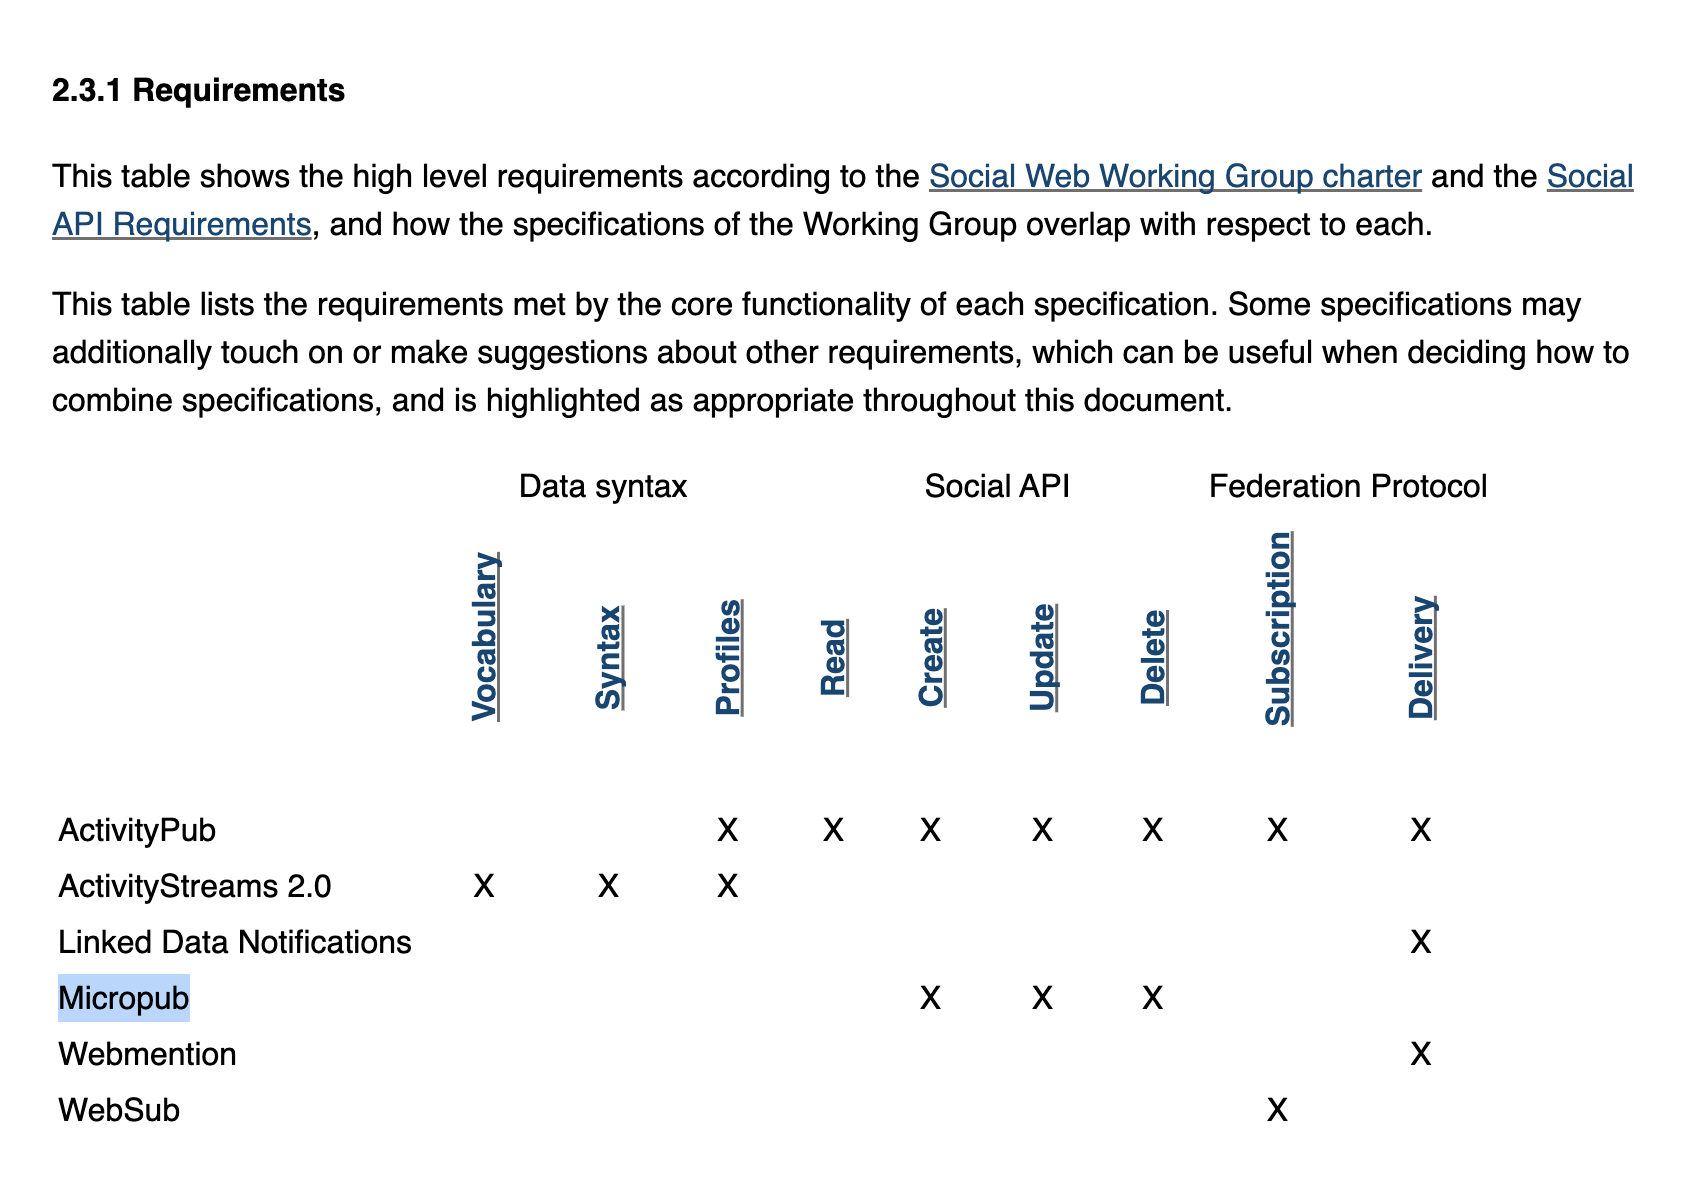 2.3.1 Requirements
This table shows the high level requirements according to the Social Web Working Group charter and the Social
API Requirements, and how the specifications of the Working Group overlap with respect to each.
This table lists the requirements met by the core functionality of each specification. Some specifications may
additionally touch on or make suggestions about other requirements, which can be useful when deciding how to
combine specifications, and is highlighted as appropriate throughout this document.
Data syntax Social API Federation Protocol
Vocabulary Syntax Profiles Read Create Update Delete Subscription Delivery
ActivityPub X X X X X X X
ActivityStreams 2.0 X X X
Linked Data Notifications X
Micropub X X X
Webmention X
WebSub X